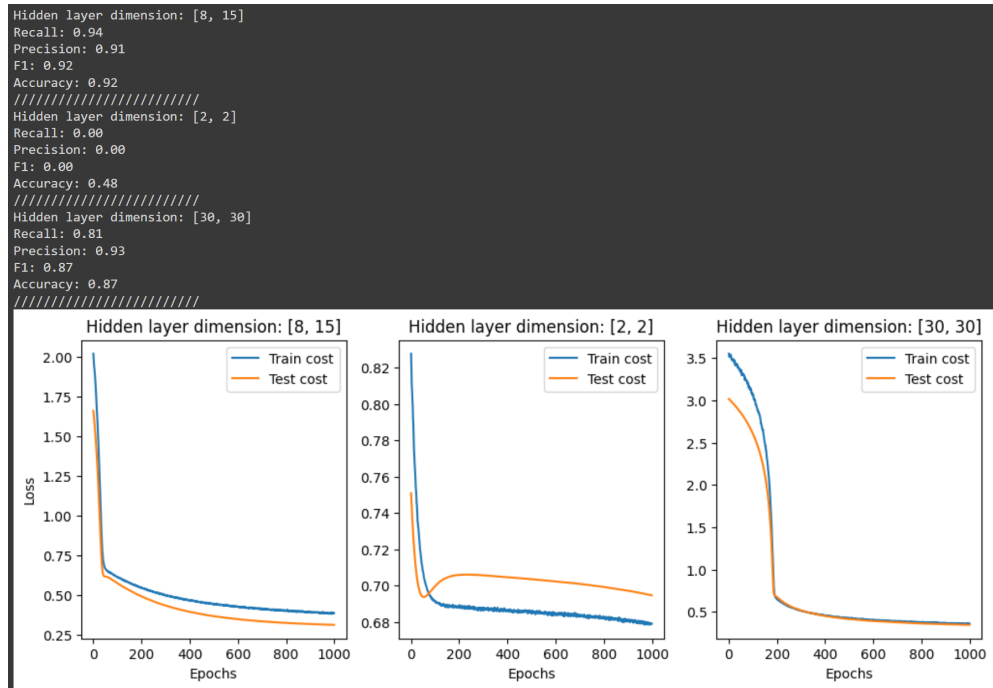 Hidden layer dimension: [8, 15]
Recall: 0.94
Precision: 0.91
F1: 0.92
Accuracy: 0.92
/////////////////////////
Hidden layer dimension: [2, 2]
Recall: 0.00
Precision: 0.00
F1: 0.00
Accuracy: 0.48
/////////////////////////
Hidden layer dimension: [30, 30]
Recall: 0.81
Precision: 0.93
F1: 0.87
Accuracy: 0.87
/////////////////////////
Hidden layer dimension: [8, 15]
Train cost
Test cost
2.00
1.75
1.50
1.25
1.00
0.75
0.50
0.25
Loss
0 200 400 600 800 1000
Epochs
Hidden layer dimension: [2, 2]
Train cost
Test cost
0.82
0.80
0.78
0.76
0.74
0.72
0.70
0.68
0 200 400 600 800 1000
Epochs
Hidden layer dimension: [30, 30]
Train cost
Test cost
3.5
3.0
2.5
2.0
1.5
1.0
0.5
0 200 400 600 800 1000
Epochs